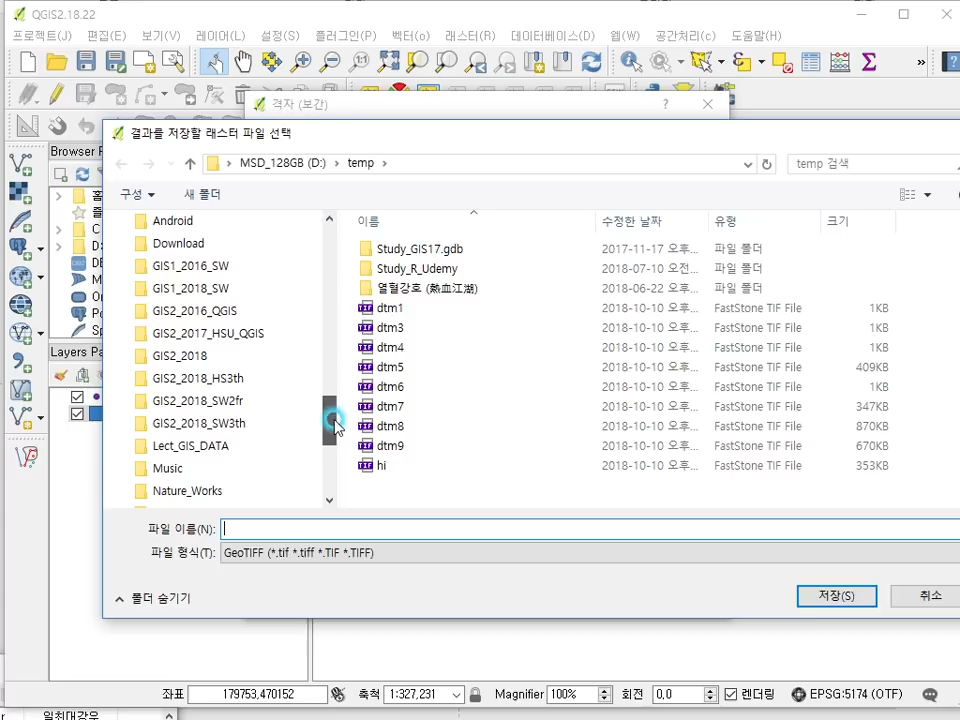 QGIS2.18.22
프로젝트(J) 편집(E) 보기(V) 레이어(L) 설정(S) 플러그인(P) 벡터(o) 래스터(R) 데이터베이스(D) 웹(W) 공간처리(c) 도움말(H)
격자 (보간)
결과를 저장할 래스터 파일 선택
Browser P
MSD_128GB (D:) > temp >
temp 검색
구성 새 폴더
이름 수정한 날짜 유형 크기
Android
Download
GIS1_2016_SW
GIS1_2018_SW
GIS2_2016_QGIS
GIS2_2017_HSU_QGIS
GIS2_2018
GIS2_2018_HS3th
GIS2_2018_SW2fr
GIS2_2018_SW3th
Lect_GIS_DATA
Music
Nature_Works
Study_GIS17.gdb 2017-11-17 오후... 파일 폴더
Study_R_Udemy 2018-07-10 오전... 파일 폴더
열혈강호 (熱血江湖) 2018-06-22 오후... 파일 폴더
dtm1 2018-10-10 오후... FastStone TIF File 1KB
dtm3 2018-10-10 오후... FastStone TIF File 1KB
dtm4 2018-10-10 오후... FastStone TIF File 1KB
dtm5 2018-10-10 오후... FastStone TIF File 409KB
dtm6 2018-10-10 오후... FastStone TIF File 1KB
dtm7 2018-10-10 오후... FastStone TIF File 347KB
dtm8 2018-10-10 오후... FastStone TIF File 870KB
dtm9 2018-10-10 오후... FastStone TIF File 670KB
hi 2018-10-10 오후... FastStone TIF File 353KB
Layers Pa
파일 이름(N):
파일 형식(T): GeoTIFF (*.tif *.tiff *.TIF *.TIFF)
폴더 숨기기
저장(S) 취소
좌표 179753,470152 축척 1:327,231 Magnifier 100% 회전 0,0 렌더링 EPSG:5174 (OTF)
일최대강우